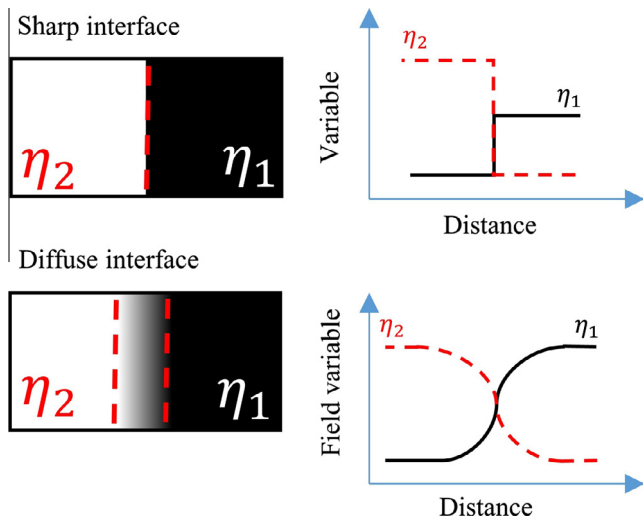 Sharp interface
η₂
η₁
Variable
η₂
η₁
Distance
Diffuse interface
η₂
η₁
Field variable
η₂
η₁
Distance